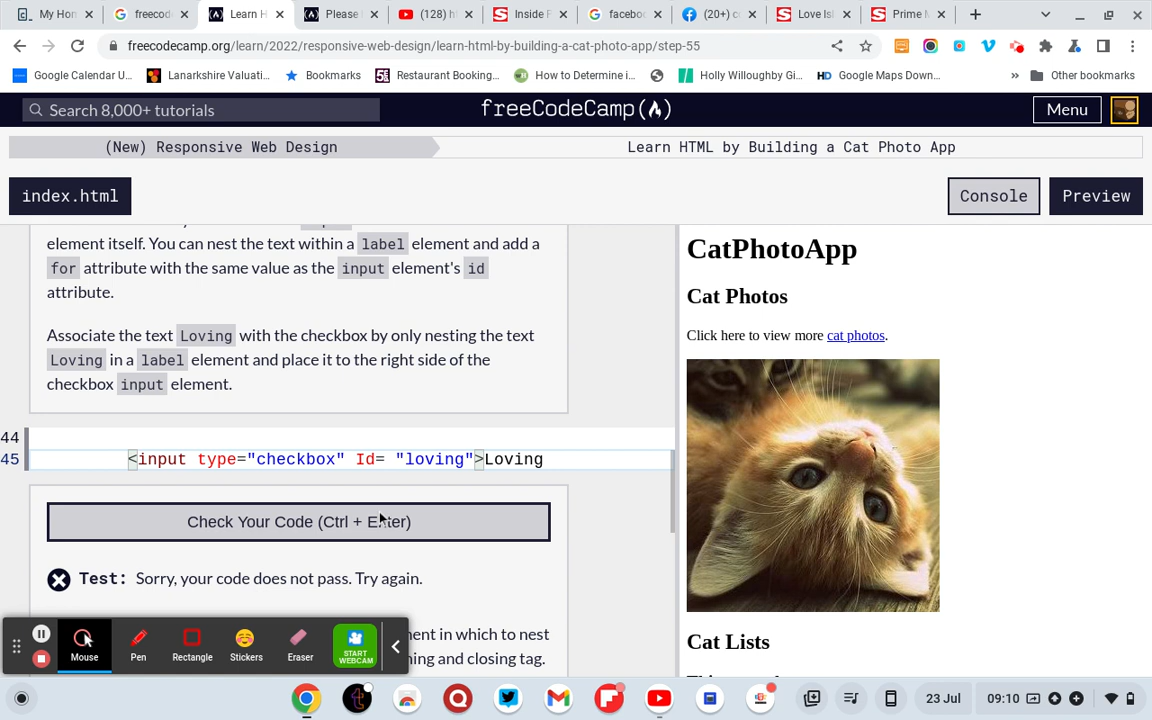 My Hon
freecod
Learn H
Please
(128) h
Inside F
facebo
(20+) c
Love Is
Prime M
freecodecamp.org/learn/2022/responsive-web-design/learn-html-by-building-a-cat-photo-app/step-55
Google Calendar U...
Lanarkshire Valuati...
Bookmarks
Restaurant Booking...
How to Determine i...
Holly Willoughby Gi...
Google Maps Down...
»
Other bookmarks
Search 8,000+ tutorials
freeCodeCamp
Menu
(New) Responsive Web Design
Learn HTML by Building a Cat Photo App
index.html
Console
Preview
element itself. You can nest the text within a label element and add a
for attribute with the same value as the input element's id
attribute.
Associate the text Loving with the checkbox by only nesting the text
Loving in a label element and place it to the right side of the
checkbox input element.
44
45 <input type="checkbox" Id= "loving">Loving
Check Your Code (Ctrl + Enter)
Test: Sorry, your code does not pass. Try again.
ment in which to nest
ning and closing tag.
Mouse
Pen
Rectangle
Stickers
Eraser
START
WEBCAM
CatPhotoApp
Cat Photos
Click here to view more cat photos.
Cat Lists
23 Jul
09:10